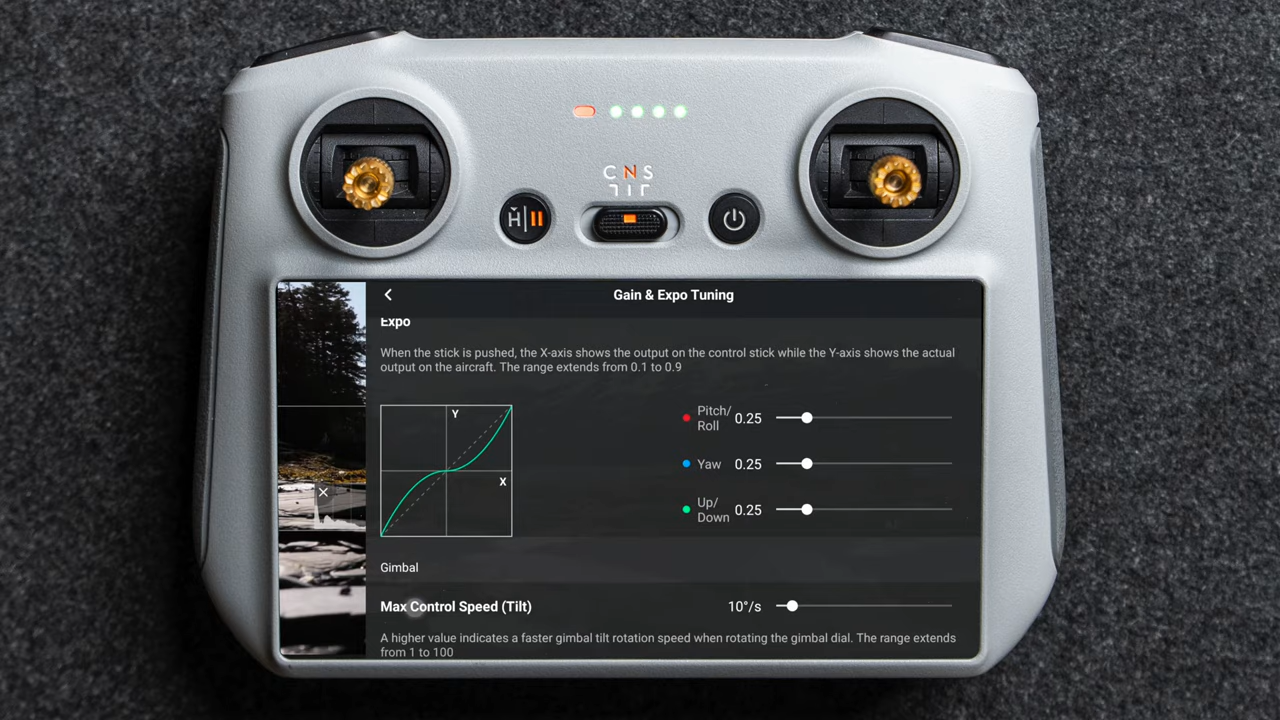 C N S
H
Gain & Expo Tuning
Expo
When the stick is pushed, the X-axis shows the output on the control stick while the Y-axis shows the actual
output on the aircraft. The range extends from 0.1 to 0.9
Y
X
Pitch/
Roll 0.25
Yaw 0.25
Up/
Down 0.25
Gimbal
Max Control Speed (Tilt) 10°/s
A higher value indicates a faster gimbal tilt rotation speed when rotating the gimbal dial. The range extends
from 1 to 100